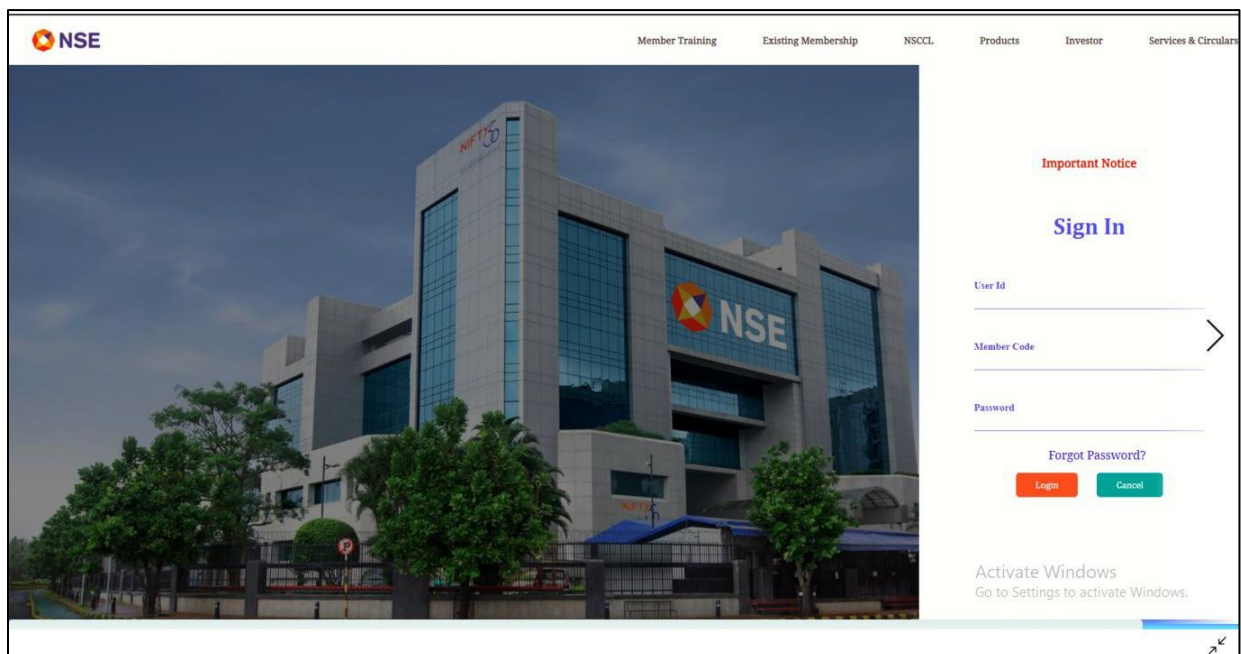 NSE
Member Training Existing Membership NSCCL Products Investor Services & Circulars
NIFTY50
NSE
NIFTY
Important Notice
Sign In
User Id
Member Code
Password
Forgot Password?
Login Cancel
Activate Windows
Go to Settings to activate Windows.